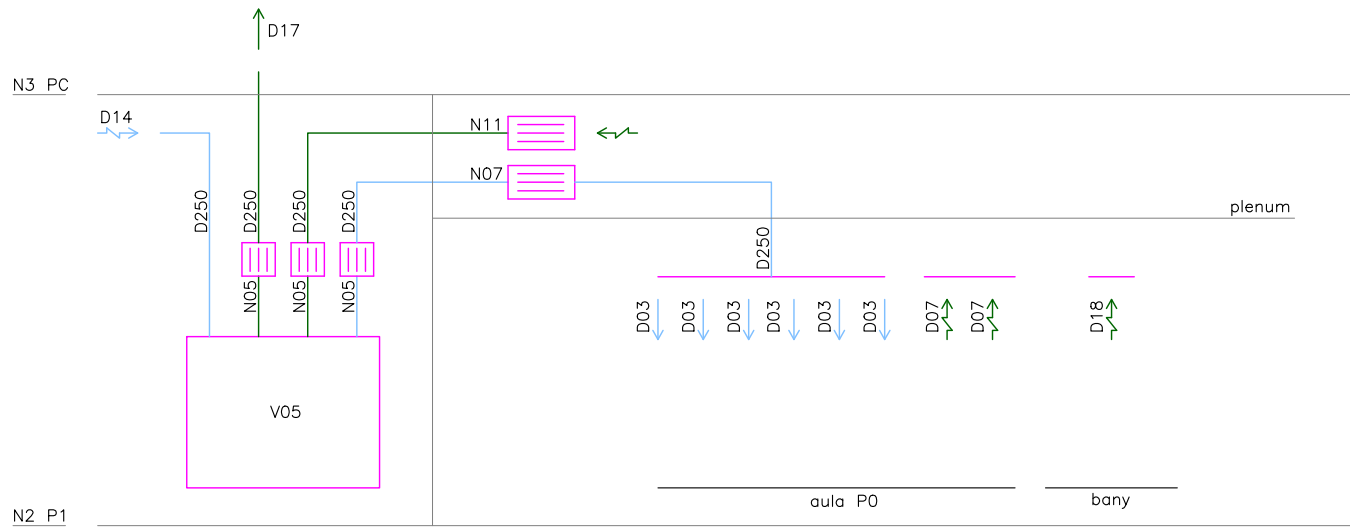 D17
N3 PC
D14
N11
N07
D250
D250
D250
D250
plenum
D250
N05
N05
N05
D03
D03
D03
D03
D03
D03
D07
D07
D18
V05
aula P0
bany
N2 P1